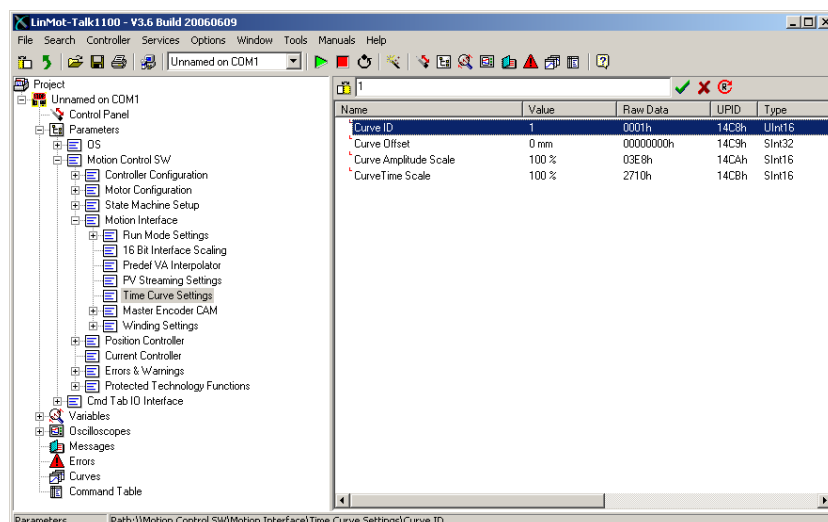 LinMot-Talk1100 - V3.6 Build 20060609
File Search Controller Services Options Window Tools Manuals Help
Unnamed on COM1
Project
Unnamed on COM1
Control Panel
Parameters
OS
Motion Control SW
Controller Configuration
Motor Configuration
State Machine Setup
Motion Interface
Run Mode Settings
16 Bit Interface Scaling
Predef VA Interpolator
PV Streaming Settings
Time Curve Settings
Master Encoder CAM
Winding Settings
Position Controller
Current Controller
Errors & Warnings
Protected Technology Functions
Cmd Tab IO Interface
Variables
Oscilloscopes
Messages
Errors
Curves
Command Table
1
Name Value Raw Data UPID Type
Curve ID 1 0001h 14C8h UInt16
Curve Offset 0 mm 00000000h 14C9h SInt32
Curve Amplitude Scale 100 % 03E8h 14CAh SInt16
CurveTime Scale 100 % 2710h 14CBh SInt16
Parameters Path:\\Motion Control SW\Motion Interface\Time Curve Settings\Curve ID